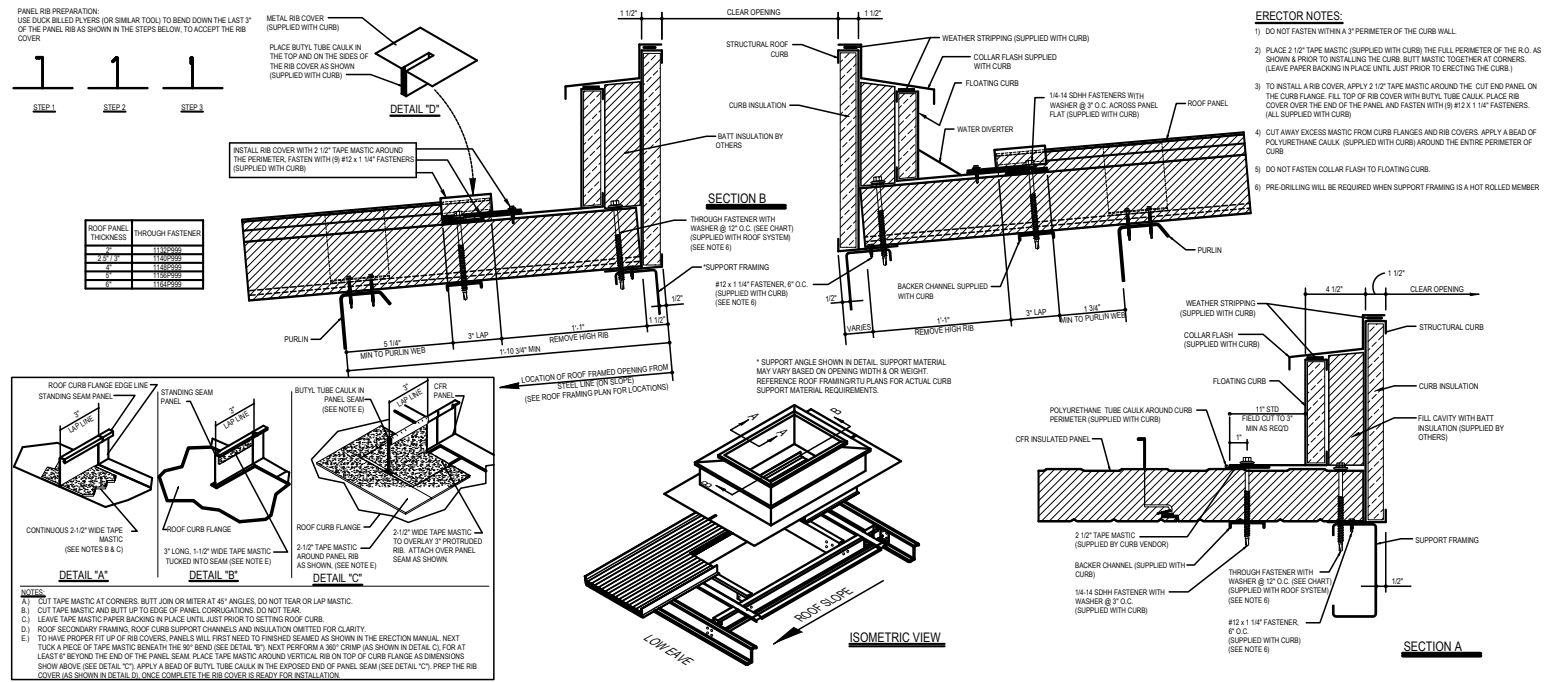 PANEL RIB PREPARATION:
USE DUCK BILLED PLYERS (OR SIMILAR TOOL) TO BEND DOWN THE LAST 3"
OF THE PANEL RIB AS SHOWN IN THE STEPS BELOW, TO ACCEPT THE RIB
COVER
STEP 1
STEP 2
STEP 3
METAL RIB COVER
(SUPPLIED WITH CURB)
PLACE BUTYL TUBE CAULK IN
THE TOP AND ON THE SIDES OF
THE RIB COVER AS SHOWN
(SUPPLIED WITH CURB)
DETAIL "D"
INSTALL RIB COVER WITH 2 1/2" TAPE MASTIC AROUND
THE PERIMETER, FASTEN WITH (9) #12 x 1 1/4" FASTENERS
(SUPPLIED WITH CURB)
ROOF PANEL
THICKNESS
THROUGH FASTENER
2" 1132P999
2.5" / 3" 1140P999
4" 1148P999
5" 1156P999
6" 1164P999
1 1/2"
CLEAR OPENING
1 1/2"
STRUCTURAL ROOF
CURB
CURB INSULATION
BATT INSULATION BY
OTHERS
SECTION B
THROUGH FASTENER WITH
WASHER @ 12" O.C. (SEE CHART)
(SUPPLIED WITH ROOF SYSTEM)
(SEE NOTE 6)
*SUPPORT FRAMING
#12 x 1 1/4" FASTENER, 6" O.C.
(SUPPLIED WITH CURB)
(SEE NOTE 6)
WEATHER STRIPPING (SUPPLIED WITH CURB)
COLLAR FLASH SUPPLIED
WITH CURB
FLOATING CURB
1/4-14 SDHH FASTENERS WITH
WASHER @ 3" O.C. ACROSS PANEL
FLAT (SUPPLIED WITH CURB)
ROOF PANEL
WATER DIVERTER
PURLIN
BACKER CHANNEL SUPPLIED
WITH CURB
PURLIN
1/2"
1 1/2"
5 1/4"
MIN TO PURLIN WEB
3" LAP
1'-1"
REMOVE HIGH RIB
1'-10 3/4" MIN
LOCATION OF ROOF FRAMED OPENING FROM
STEEL LINE (ON SLOPE)
(SEE ROOF FRAMING PLAN FOR LOCATIONS)
1/2"
VARIES
1'-1"
REMOVE HIGH RIB
3" LAP
1 3/4"
MIN TO PURLIN WEB
* SUPPORT ANGLE SHOWN IN DETAIL. SUPPORT MATERIAL
MAY VARY BASED ON OPENING WIDTH & OR WEIGHT.
REFERENCE ROOF FRAMING/RTU PLANS FOR ACTUAL CURB
SUPPORT MATERIAL REQUIREMENTS.
ERECTOR NOTES:
1) DO NOT FASTEN WITHIN A 3" PERIMETER OF THE CURB WALL.
2) PLACE 2 1/2" TAPE MASTIC (SUPPLIED WITH CURB) THE FULL PERIMETER OF THE R.O. AS
SHOWN & PRIOR TO INSTALLING THE CURB. BUTT MASTIC TOGETHER AT CORNERS.
(LEAVE PAPER BACKING IN PLACE UNTIL JUST PRIOR TO ERECTING THE CURB.)
3) TO INSTALL A RIB COVER, APPLY 2 1/2" TAPE MASTIC AROUND THE CUT END PANEL ON
THE CURB FLANGE. FILL TOP OF RIB COVER WITH BUTYL TUBE CAULK. PLACE RIB
COVER OVER THE END OF THE PANEL AND FASTEN WITH (9) #12 X 1 1/4" FASTENERS.
(ALL SUPPLIED WITH CURB)
4) CUT AWAY EXCESS MASTIC FROM CURB FLANGES AND RIB COVERS. APPLY A BEAD OF
POLYURETHANE CAULK (SUPPLIED WITH CURB) AROUND THE ENTIRE PERIMETER OF
CURB
5) DO NOT FASTEN COLLAR FLASH TO FLOATING CURB.
6) PRE-DRILLING WILL BE REQUIRED WHEN SUPPORT FRAMING IS A HOT ROLLED MEMBER
ROOF CURB FLANGE EDGE LINE
STANDING SEAM PANEL
3"
LAP LINE
CONTINUOUS 2-1/2" WIDE TAPE
MASTIC
(SEE NOTES B & C)
DETAIL "A"
STANDING SEAM
PANEL
3"
LAP LINE
ROOF CURB FLANGE
3" LONG, 1-1/2" WIDE TAPE MASTIC
TUCKED INTO SEAM (SEE NOTE E)
DETAIL "B"
BUTYL TUBE CAULK IN
PANEL SEAM
(SEE NOTE E)
3"
LAP LINE
CFR
PANEL
ROOF CURB FLANGE
2-1/2" TAPE MASTIC
AROUND PANEL RIB
AS SHOWN, (SEE NOTE E)
2-1/2" WIDE TAPE MASTIC
TO OVERLAY 3" PROTRUDED
RIB. ATTACH OVER PANEL
SEAM AS SHOWN.
DETAIL "C"
NOTES:
A.) CUT TAPE MASTIC AT CORNERS. BUTT JOIN OR MITER AT 45° ANGLES, DO NOT TEAR OR LAP MASTIC.
B.) CUT TAPE MASTIC AND BUTT UP TO EDGE OF PANEL CORRUGATIONS. DO NOT TEAR.
C.) LEAVE TAPE MASTIC PAPER BACKING IN PLACE UNTIL JUST PRIOR TO SETTING ROOF CURB.
D.) ROOF SECONDARY FRAMING, ROOF CURB SUPPORT CHANNELS AND INSULATION OMITTED FOR CLARITY.
E.) TO HAVE PROPER FIT UP OF RIB COVERS, PANELS WILL FIRST NEED TO FINISHED SEAMED AS SHOWN IN THE ERECTION MANUAL. NEXT
TUCK A PIECE OF TAPE MASTIC BENEATH THE 90° BEND (SEE DETAIL "B"). NEXT PERFORM A 360° CRIMP (AS SHOWN IN DETAIL C), FOR AT
LEAST 6" BEYOND THE END OF THE PANEL SEAM. PLACE TAPE MASTIC AROUND VERTICAL RIB ON TOP OF CURB FLANGE AS DIMENSIONS
SHOW ABOVE (SEE DETAIL "C"). APPLY A BEAD OF BUTYL TUBE CAULK IN THE EXPOSED END OF PANEL SEAM (SEE DETAIL "C"). PREP THE RIB
COVER (AS SHOWN IN DETAIL D), ONCE COMPLETE THE RIB COVER IS READY FOR INSTALLATION.
A
A
B
B
ROOF SLOPE
LOW EAVE
ISOMETRIC VIEW
1 1/2"
4 1/2"
CLEAR OPENING
WEATHER STRIPPING
(SUPPLIED WITH CURB)
COLLAR FLASH
(SUPPLIED WITH CURB)
STRUCTURAL CURB
FLOATING CURB
CURB INSULATION
11" STD
FIELD CUT TO 3"
MIN AS REQ'D
1"
POLYURETHANE TUBE CAULK AROUND CURB
PERIMETER (SUPPLIED WITH CURB)
CFR INSULATED PANEL
FILL CAVITY WITH BATT
INSULATION (SUPPLIED BY
OTHERS)
2 1/2" TAPE MASTIC
(SUPPLIED BY CURB VENDOR)
BACKER CHANNEL (SUPPLIED WITH
CURB)
1/4-14 SDHH FASTENER WITH
WASHER @ 3" O.C.
(SUPPLIED WITH CURB)
THROUGH FASTENER WITH
WASHER @ 12" O.C. (SEE CHART)
(SUPPLIED WITH ROOF SYSTEM)
(SEE NOTE 6)
#12 x 1 1/4" FASTENER,
6" O.C.
(SUPPLIED WITH CURB)
(SEE NOTE 6)
SUPPORT FRAMING
1/2"
SECTION A